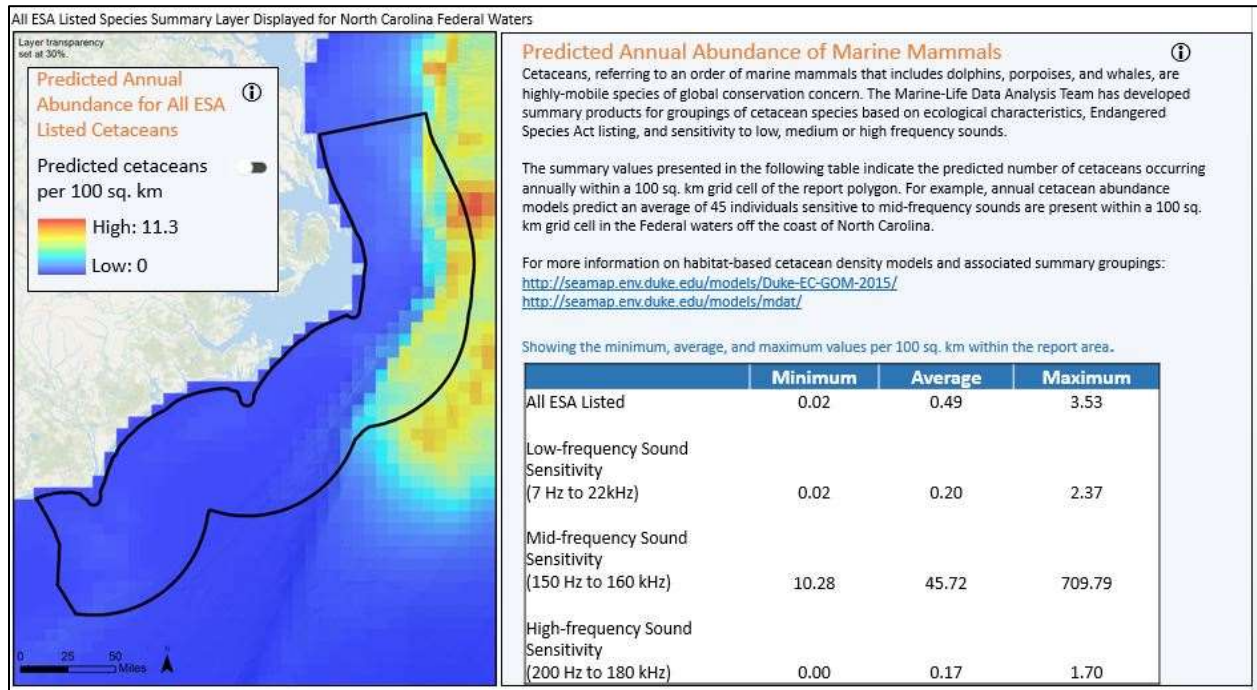 All ESA Listed Species Summary Layer Displayed for North Carolina Federal Waters
Layer transparency
set at 30%.
Predicted Annual
Abundance for All ESA
Listed Cetaceans
Predicted cetaceans
per 100 sq. km
High: 11.3
Low: 0
0 25 50
Miles
N
Predicted Annual Abundance of Marine Mammals
Cetaceans, referring to an order of marine mammals that includes dolphins, porpoises, and whales, are
highly-mobile species of global conservation concern. The Marine-Life Data Analysis Team has developed
summary products for groupings of cetacean species based on ecological characteristics, Endangered
Species Act listing, and sensitivity to low, medium or high frequency sounds.
The summary values presented in the following table indicate the predicted number of cetaceans occurring
annually within a 100 sq. km grid cell of the report polygon. For example, annual cetacean abundance
models predict an average of 45 individuals sensitive to mid-frequency sounds are present within a 100 sq.
km grid cell in the Federal waters off the coast of North Carolina.
For more information on habitat-based cetacean density models and associated summary groupings:
http://seamap.env.duke.edu/models/Duke-EC-GOM-2015/
http://seamap.env.duke.edu/models/mdat/
Showing the minimum, average, and maximum values per 100 sq. km within the report area.
Minimum Average Maximum
All ESA Listed 0.02 0.49 3.53
Low-frequency Sound
Sensitivity
(7 Hz to 22kHz) 0.02 0.20 2.37
Mid-frequency Sound
Sensitivity
(150 Hz to 160 kHz) 10.28 45.72 709.79
High-frequency Sound
Sensitivity
(200 Hz to 180 kHz) 0.00 0.17 1.70